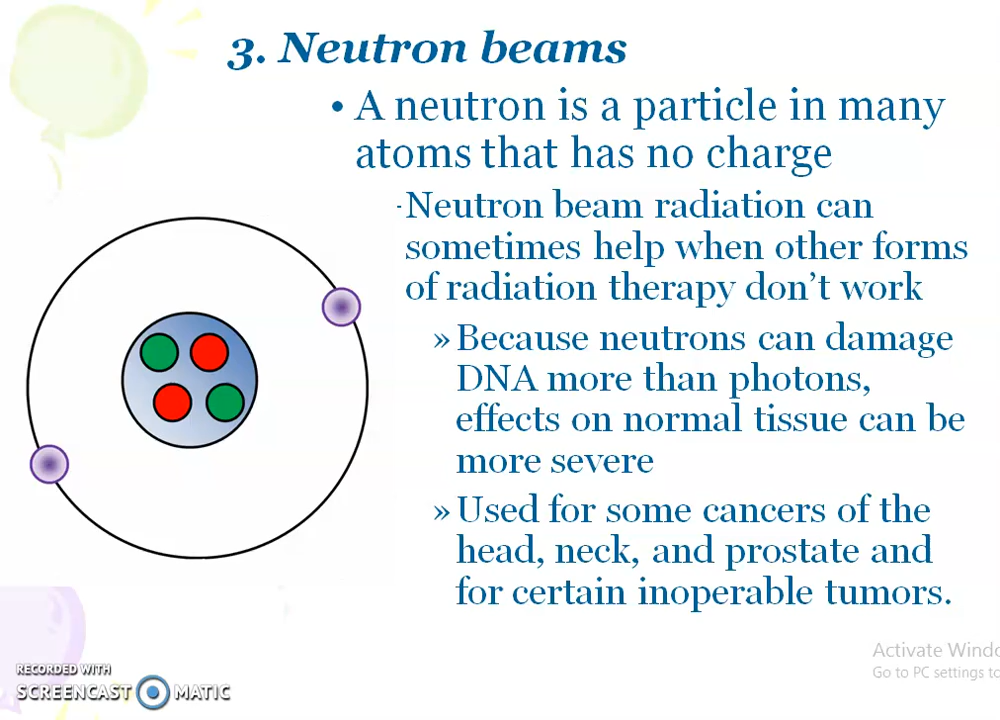 3. Neutron beams
• A neutron is a particle in many
atoms that has no charge
·Neutron beam radiation can
sometimes help when other forms
of radiation therapy don’t work
» Because neutrons can damage
DNA more than photons,
effects on normal tissue can be
more severe
» Used for some cancers of the
head, neck, and prostate and
for certain inoperable tumors.
Activate Windo
Go to PC settings to
RECORDED WITH
SCREENCAST MATIC